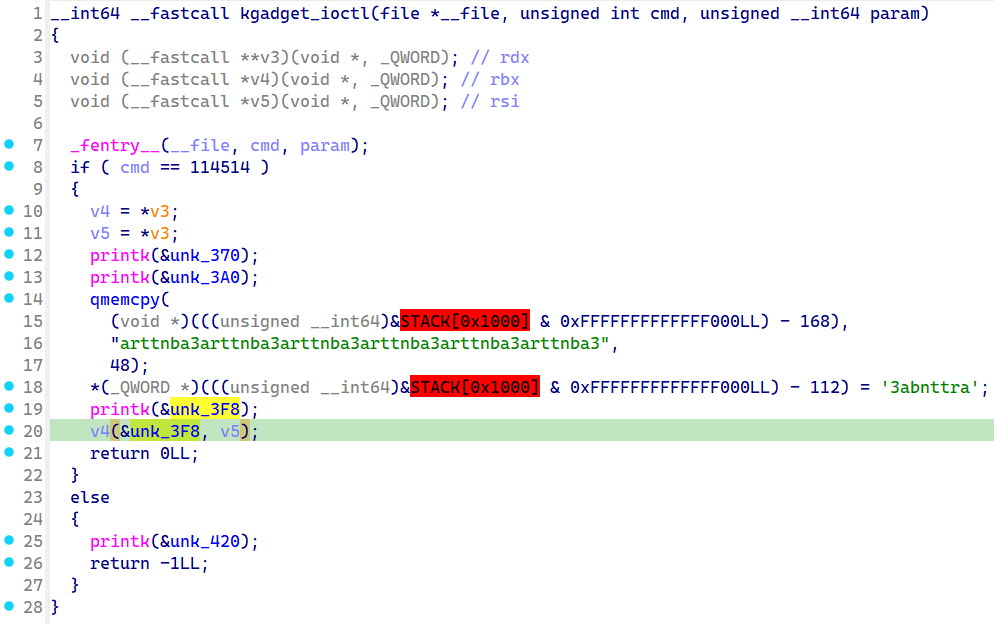 1 __int64 __fastcall kgadget_ioctl(file *__file, unsigned int cmd, unsigned __int64 param)
2 {
3   void (__fastcall **v3)(void *, _QWORD); // rdx
4   void (__fastcall *v4)(void *, _QWORD); // rbx
5   void (__fastcall *v5)(void *, _QWORD); // rsi
6
7   _fentry__(__file, cmd, param);
8   if ( cmd == 114514 )
9   {
10     v4 = *v3;
11     v5 = *v3;
12     printk(&unk_370);
13     printk(&unk_3A0);
14     qmemcpy(
15       (void *)(((unsigned __int64)&STACK[0x1000] & 0xFFFFFFFFFFFFF000LL) - 168),
16       "arttnba3arttnba3arttnba3arttnba3arttnba3arttnba3",
17       48);
18     *(_QWORD *)(((unsigned __int64)&STACK[0x1000] & 0xFFFFFFFFFFFFF000LL) - 112) = '3abnttra';
19     printk(&unk_3F8);
20     v4(&unk_3F8, v5);
21     return 0LL;
22   }
23   else
24   {
25     printk(&unk_420);
26     return -1LL;
27   }
28 }